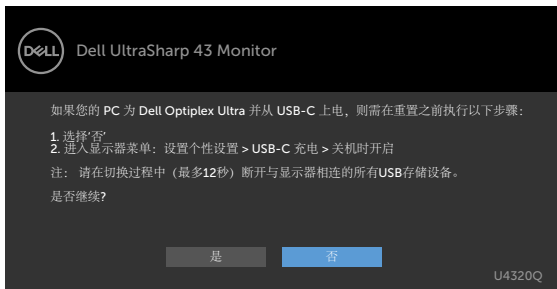 DELL
Dell UltraSharp 43 Monitor
如果您的 PC 为 Dell Optiplex Ultra 并从 USB-C 上电，则需在重置之前执行以下步骤：
1. 选择‘否’
2. 进入显示器菜单：设置个性设置 > USB-C 充电 > 关机时开启
注： 请在切换过程中（最多12秒）断开与显示器相连的所有USB存储设备。
是否继续?
是 否
U4320Q